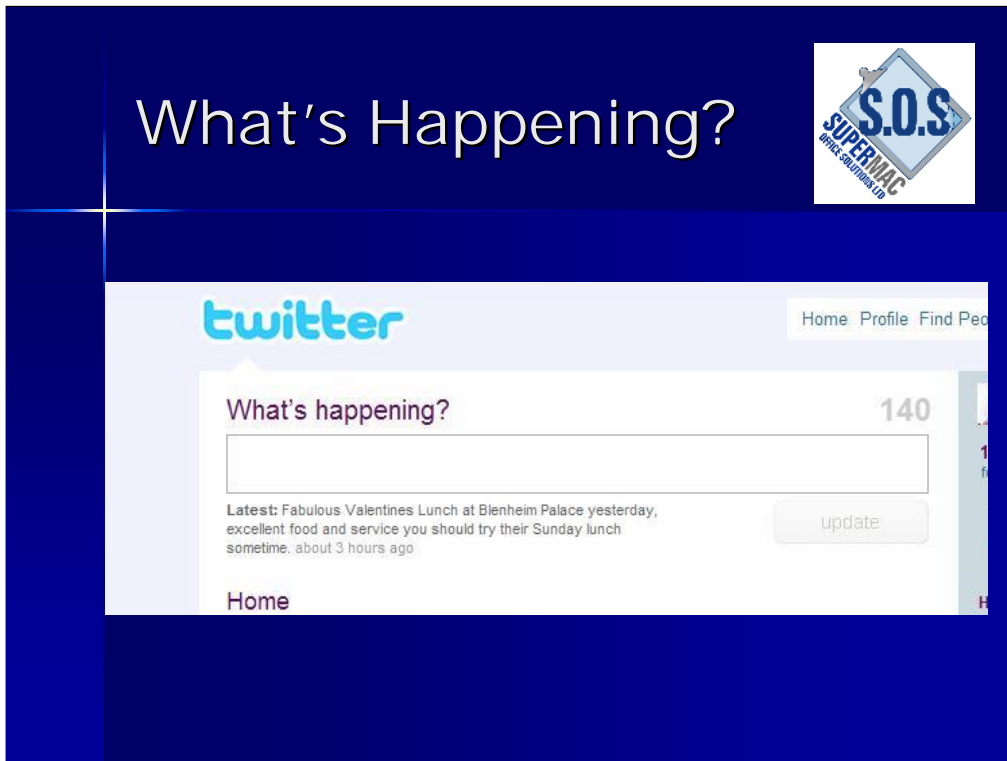 What's Happening?
S.O.S
SUPERMAC
OFFICE SOLUTIONS LTD
twitter
Home Profile Find
What's happening?
140
Latest: Fabulous Valentines Lunch at Blenheim Palace yesterday,
excellent food and service you should try their Sunday lunch
sometime. about 3 hours ago
update
Home